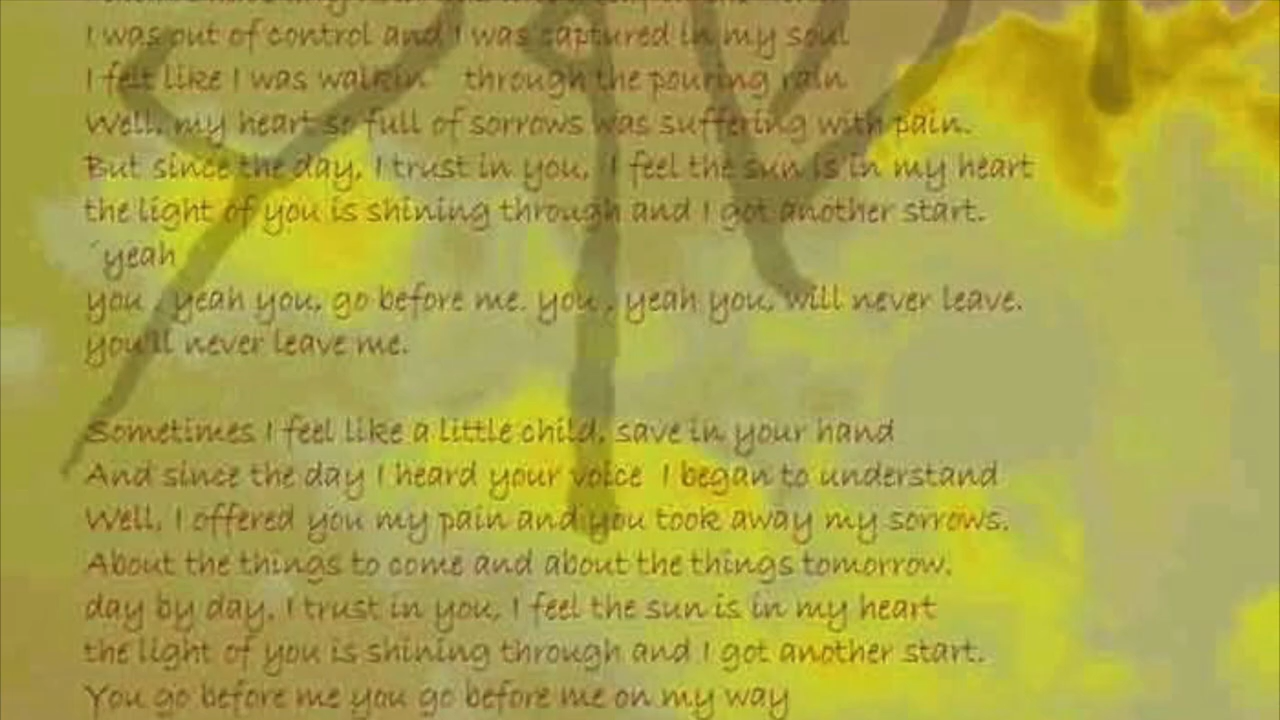 I was out of control and I was captured in my soul
I felt like I was walkin through the pouring rain
Well, my heart so full of sorrows was suffering with pain.
But since the day, I trust in you, I feel the sun is in my heart
the light of you is shining through and I got another start.
´yeah
you , yeah you, go before me. you , yeah you, will never leave.
you'll never leave me.
Sometimes I feel like a little child, save in your hand
And since the day I heard your voice I began to understand
Well, I offered you my pain and you took away my sorrows.
About the things to come and about the things tomorrow.
day by day, I trust in you, I feel the sun is in my heart
the light of you is shining through and I got another start.
You go before me you go before me on my way